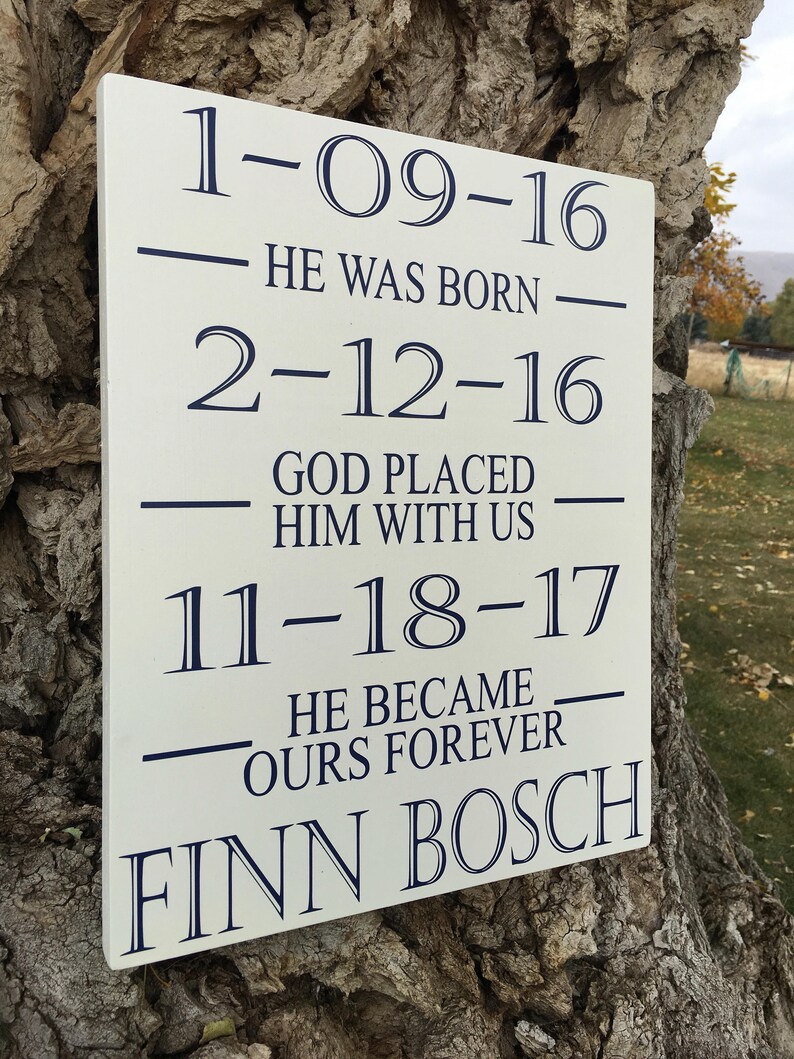 1-09-16
HE WAS BORN
2-12-16
GOD PLACED
HIM WITH US
11-18-17
HE BECAME
OURS FOREVER
FINN BOSCH